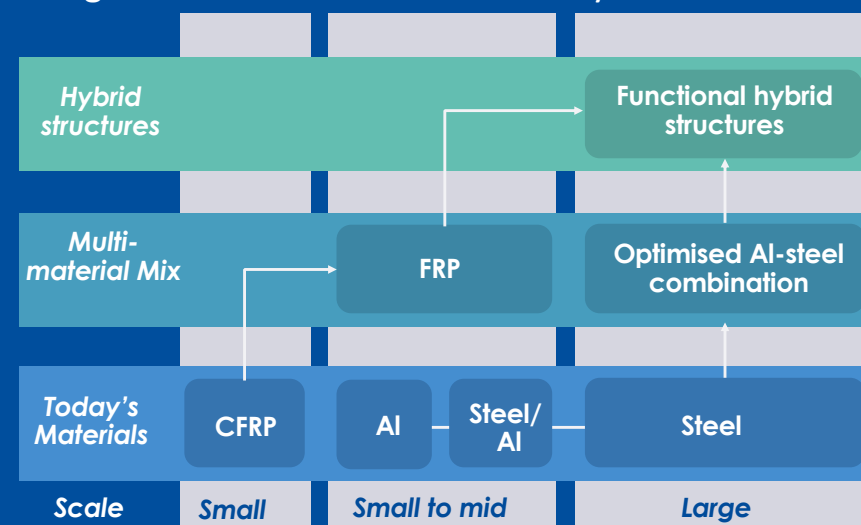 Hybrid
structures
Functional hybrid
structures
Multi-
material Mix
FRP
Optimised Al-steel
combination
Today's
Materials
CFRP
Al
Steel/
Al
Steel
Scale
Small
Small to mid
Large